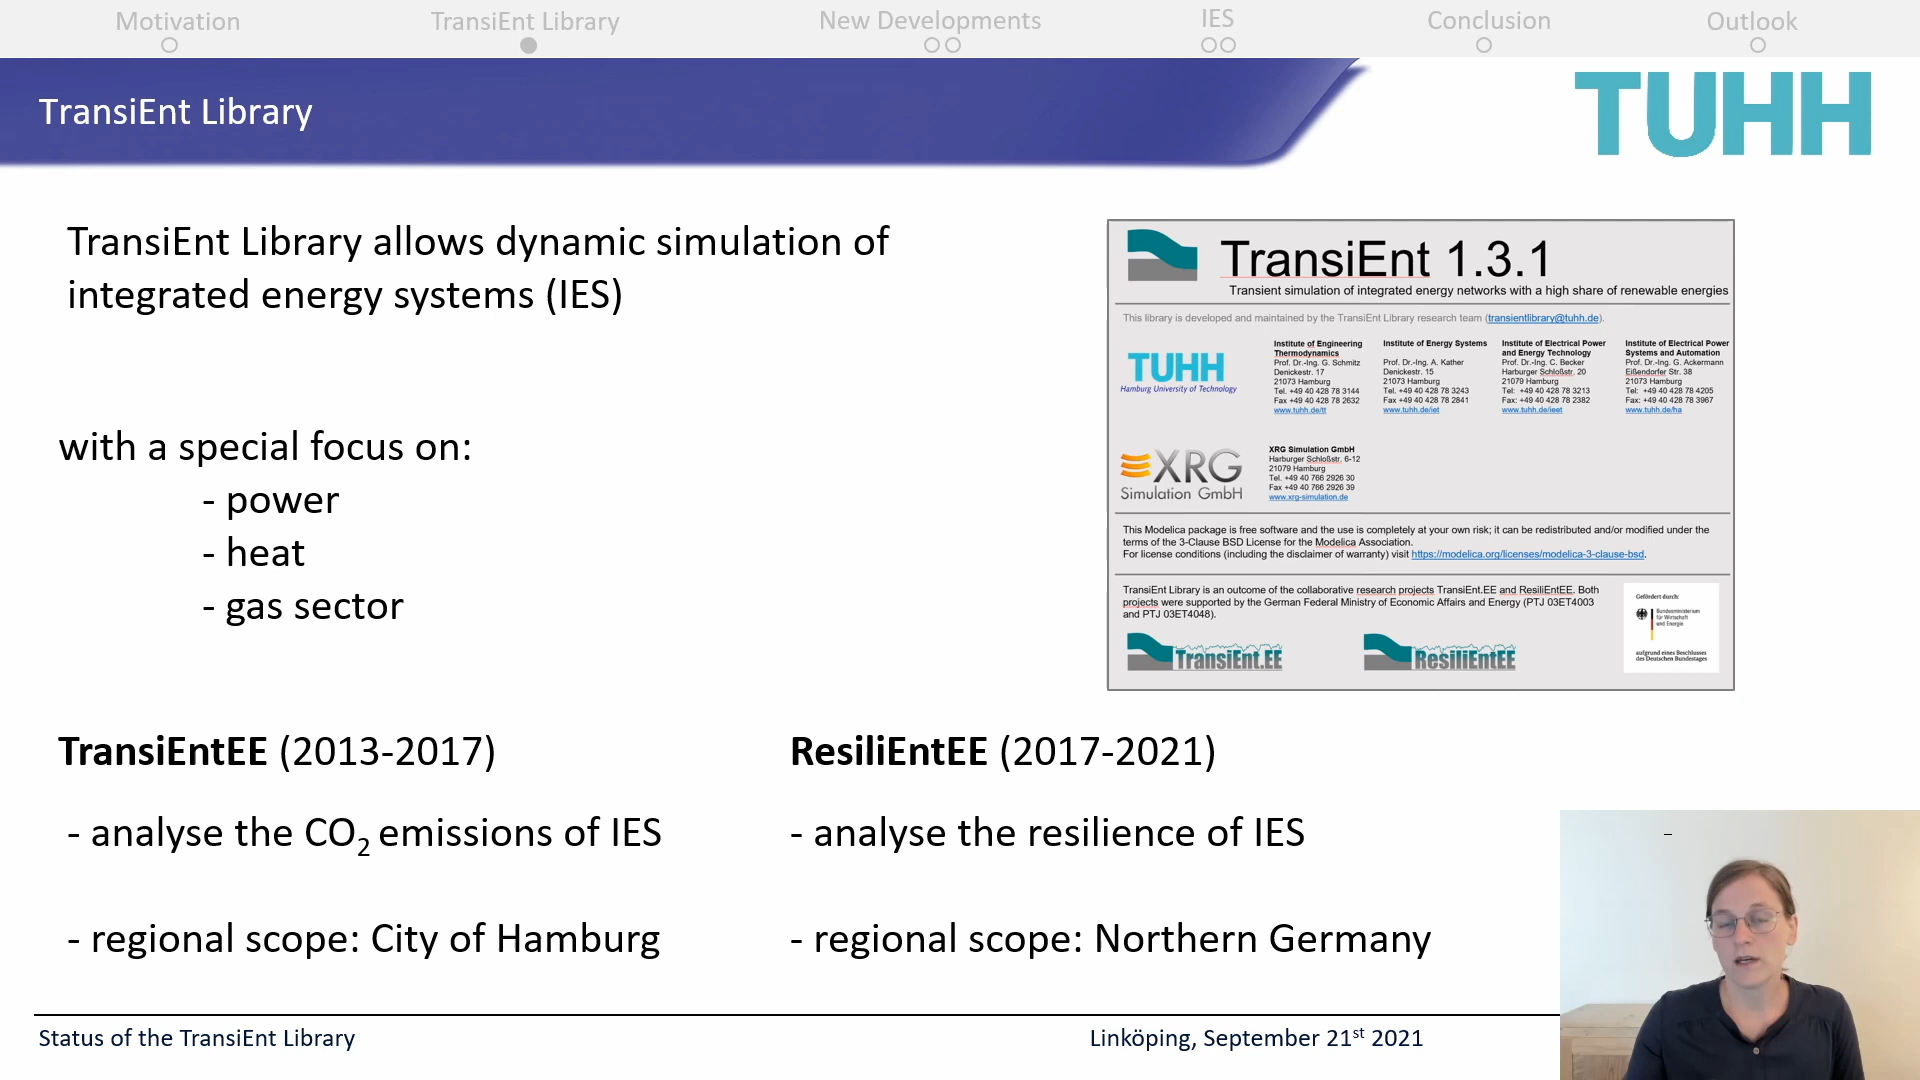 Motivation
TransiEnt Library
New Developments
IES
Conclusion
Outlook
TransiEnt Library
TUHH
TransiEnt Library allows dynamic simulation of
integrated energy systems (IES)
with a special focus on:
- power
- heat
- gas sector
TransiEnt 1.3.1
Transient simulation of integrated energy networks with a high share of renewable energies
This library is developed and maintained by the TransiEnt Library research team (transientlibrary@tuhh.de).
TUHH
Hamburg University of Technology
Institute of Engineering
Thermodynamics
Prof. Dr.-Ing. G. Schmitz
Denickestr. 17
21073 Hamburg
Tel. +49 40 428 78 3144
Fax +49 40 428 78 2632
www.tuhh.de/tt
Institute of Energy Systems
Prof. Dr.-Ing. A. Kather
Denickestr. 15
21073 Hamburg
Tel. +49 40 428 78 3243
Fax +49 40 428 78 2841
www.tuhh.de/iet
Institute of Electrical Power
and Energy Technology
Prof. Dr.-Ing. C. Becker
Harburger Schloßstr. 20
21079 Hamburg
Tel: +49 40 428 78 3213
Fax: +49 40 428 78 2382
www.tuhh.de/ieet
Institute of Electrical Power
Systems and Automation
Prof. Dr.-Ing. G. Ackermann
Eißendorfer Str. 38
21073 Hamburg
Tel: +49 40 428 78 4205
Fax: +49 40 428 78 3967
www.tuhh.de/ha
XRG
Simulation GmbH
XRG Simulation GmbH
Harburger Schloßstr. 6-12
21079 Hamburg
Tel. +49 40 766 2926 30
Fax +49 40 766 2926 39
www.xrg-simulation.de
This Modelica package is free software and the use is completely at your own risk; it can be redistributed and/or modified under the
terms of the 3-Clause BSD License for the Modelica Association.
For license conditions (including the disclaimer of warranty) visit https://modelica.org/licenses/modelica-3-clause-bsd.
TransiEnt Library is an outcome of the collaborative research projects TransiEnt.EE and ResiliEntEE. Both
projects were supported by the German Federal Ministry of Economic Affairs and Energy (PTJ 03ET4003
and PTJ 03ET4048).
TransiEnt.EE
ResiliEntEE
Gefördert durch:
Bundesministerium
für Wirtschaft
und Energie
aufgrund eines Beschlusses
des Deutschen Bundestages
TransiEntEE (2013-2017)
- analyse the CO2 emissions of IES
- regional scope: City of Hamburg
ResiliEntEE (2017-2021)
- analyse the resilience of IES
- regional scope: Northern Germany
Status of the TransiEnt Library
Linköping, September 21st 2021